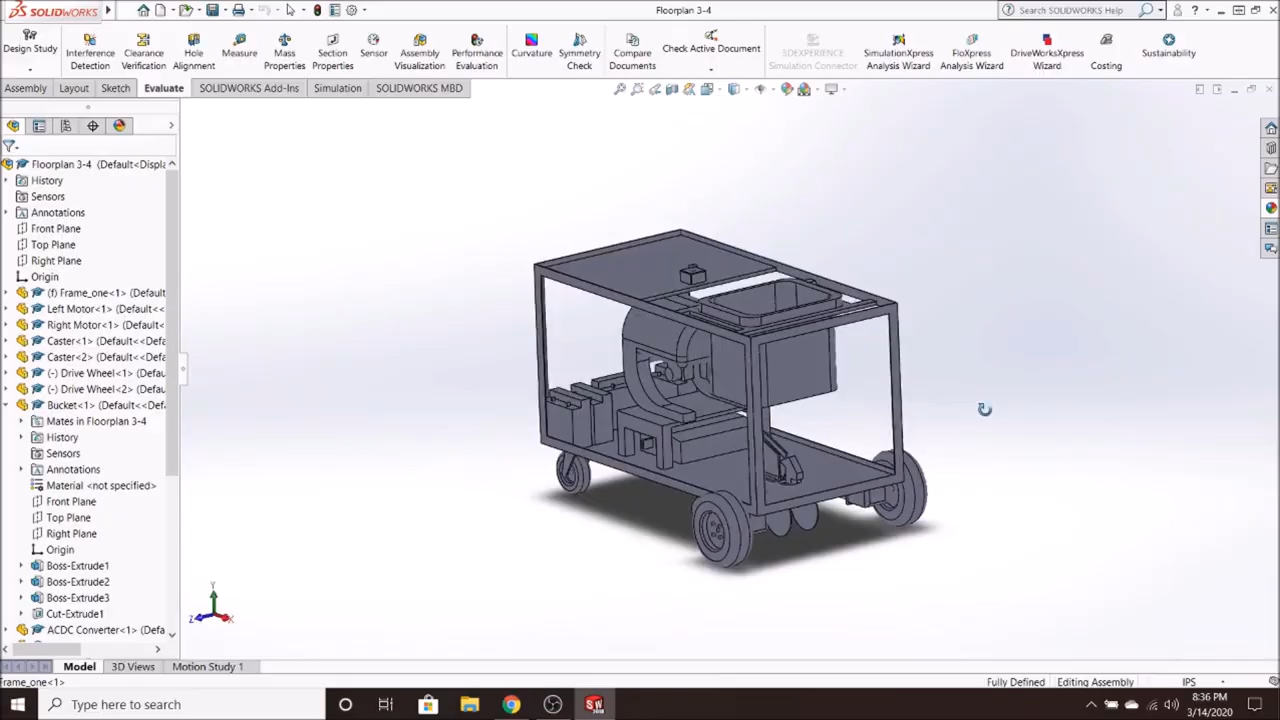 SOLIDWORKS
Floorplan 3-4
Search SOLIDWORKS Help
Design Study
Interference Detection
Clearance Verification
Hole Alignment
Measure
Mass Properties
Section Properties
Sensor
Assembly Visualization
Performance Evaluation
Curvature
Symmetry Check
Compare Documents
Check Active Document
3DEXPERIENCE Simulation Connector
SimulationXpress Analysis Wizard
FloXpress Analysis Wizard
DriveWorksXpress Wizard
Costing
Sustainability
Assembly
Layout
Sketch
Evaluate
SOLIDWORKS Add-Ins
Simulation
SOLIDWORKS MBD
Floorplan 3-4 (Default<Displa
History
Sensors
Annotations
Front Plane
Top Plane
Right Plane
Origin
(f) Frame_one<1> (Default
Left Motor<1> (Default<<
Right Motor<1> (Default<
Caster<1> (Default<<Defa
Caster<2> (Default<<Defa
(-) Drive Wheel<1> (Defau
(-) Drive Wheel<2> (Defau
Bucket<1> (Default<<Def
Mates in Floorplan 3-4
History
Sensors
Annotations
Material <not specified>
Front Plane
Top Plane
Right Plane
Origin
Boss-Extrude1
Boss-Extrude2
Boss-Extrude3
Cut-Extrude1
ACDC Converter<1> (Defa
Y
Z
X
Model
3D Views
Motion Study 1
Frame_one<1>
Fully Defined
Editing Assembly
IPS
Type here to search
8:36 PM
3/14/2020